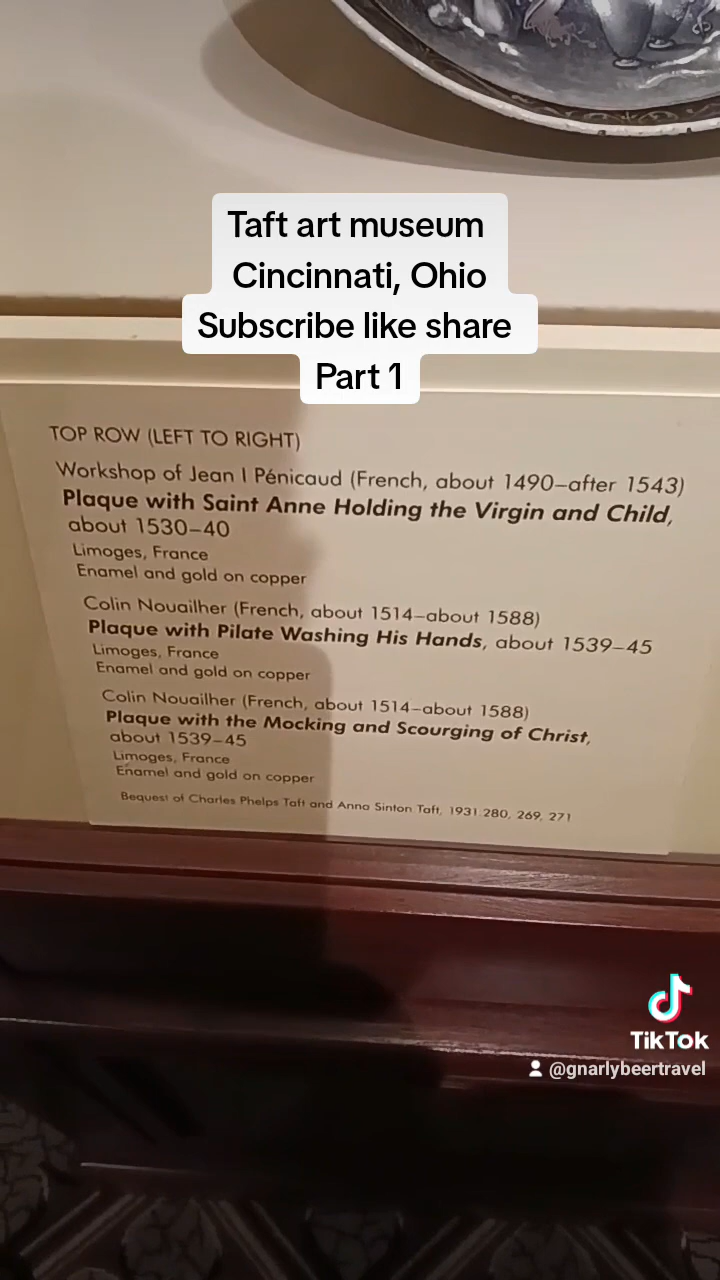 Taft art museum
Cincinnati, Ohio
Subscribe like share
Part 1
TOP ROW (LEFT TO RIGHT)
Workshop of Jean I Pénicaud (French, about 1490–after 1543)
Plaque with Saint Anne Holding the Virgin and Child,
about 1530–40
Limoges, France
Enamel and gold on copper
Colin Nouailher (French, about 1514–about 1588)
Plaque with Pilate Washing His Hands, about 1539–45
Limoges, France
Enamel and gold on copper
Colin Nouailher (French, about 1514–about 1588)
Plaque with the Mocking and Scourging of Christ,
about 1539–45
Limoges, France
Enamel and gold on copper
Bequest of Charles Phelps Taft and Anna Sinton Taft, 1931.280, 269, 271
TikTok
@gnarlybeertravel